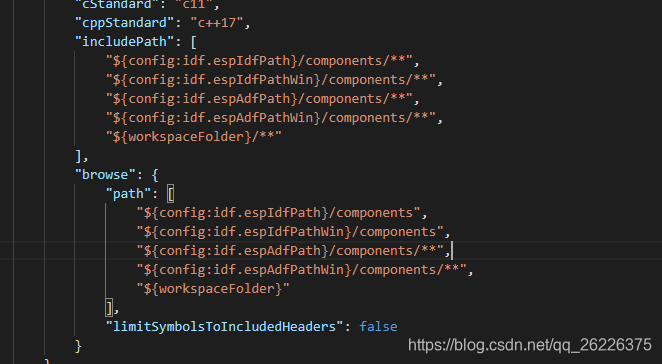 "cStandard": "c11",
"cppStandard": "c++17",
"includePath": [
"${config:idf.espIdfPath}/components/**",
"${config:idf.espIdfPathWin}/components/**",
"${config:idf.espAdfPath}/components/**",
"${config:idf.espAdfPathWin}/components/**",
"${workspaceFolder}/**"
],
"browse": {
"path": [
"${config:idf.espIdfPath}/components",
"${config:idf.espIdfPathWin}/components",
"${config:idf.espAdfPath}/components/**",
"${config:idf.espAdfPathWin}/components/**",
"${workspaceFolder}"
],
"limitSymbolsToIncludedHeaders": false
}
https://blog.csdn.net/qq_26226375
}